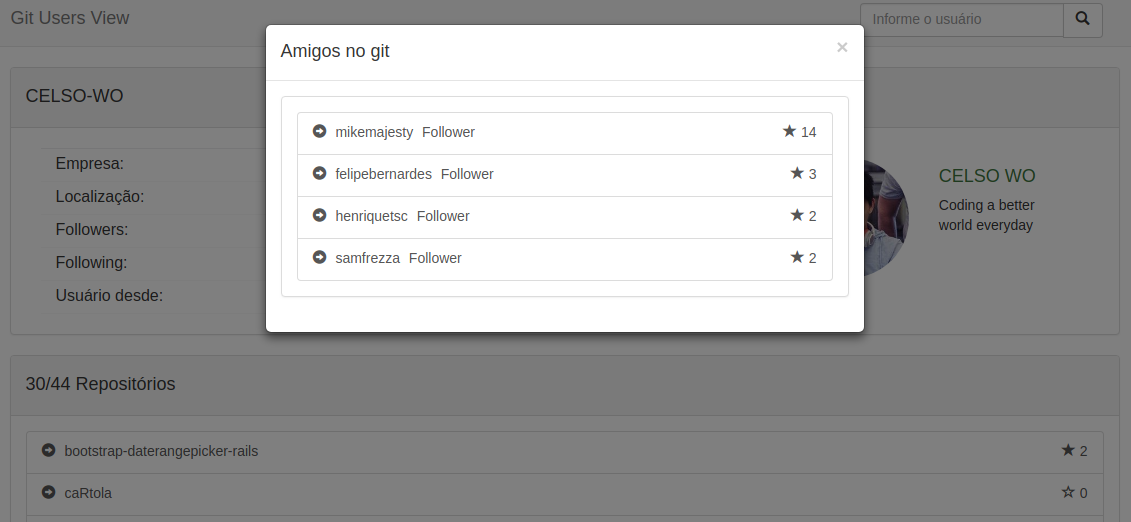 Git Users View
Informe o usuário
Amigos no git
×
mikemajesty Follower
14
felipebernardes Follower
3
henriquetsc Follower
2
samfrezza Follower
2
CELSO-WO
Empresa:
Localização:
Followers:
Following:
Usuário desde:
CELSO WO
Coding a better
world everyday
30/44 Repositórios
bootstrap-daterangepicker-rails
2
caRtola
0